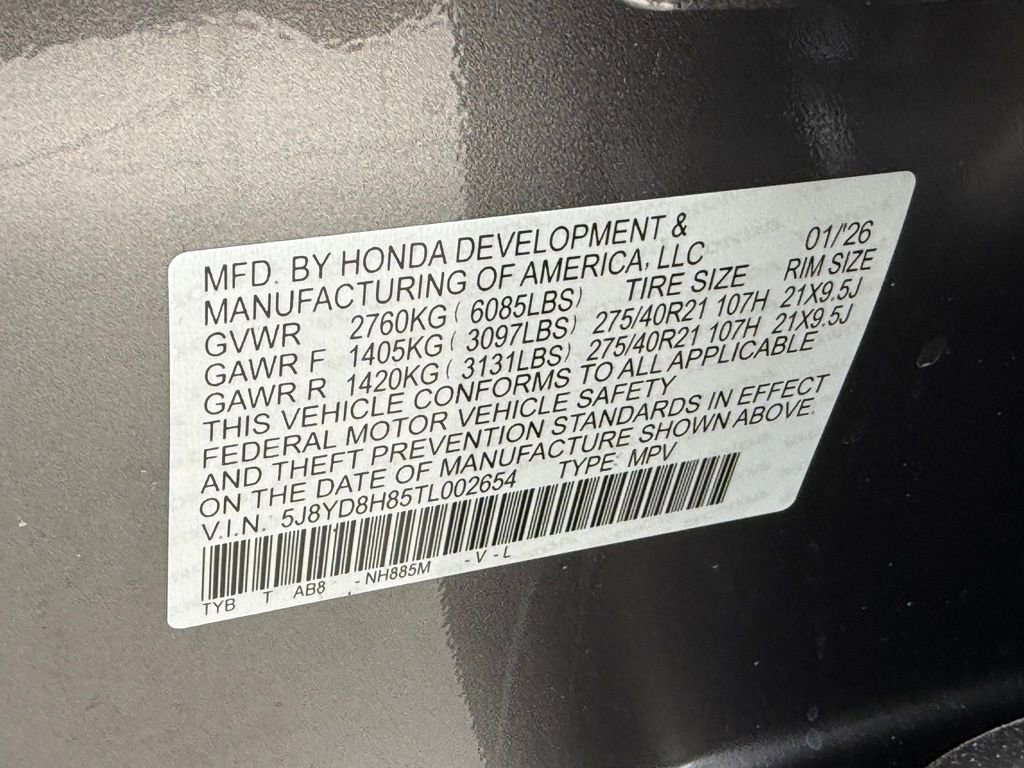 MFD. BY HONDA DEVELOPMENT & 01/'26
MANUFACTURING OF AMERICA, LLC
GVWR 2760KG ( 6085LBS) TIRE SIZE RIM SIZE
GAWR F 1405KG ( 3097LBS) 275/40R21 107H 21X9.5J
GAWR R 1420KG ( 3131LBS) 275/40R21 107H 21X9.5J
THIS VEHICLE CONFORMS TO ALL APPLICABLE
FEDERAL MOTOR VEHICLE SAFETY
AND THEFT PREVENTION STANDARDS IN EFFECT
ON THE DATE OF MANUFACTURE SHOWN ABOVE.
V.I.N. 5J8YD8H85TL002654 TYPE: MPV
TYB T AB8 - NH885M - V - L